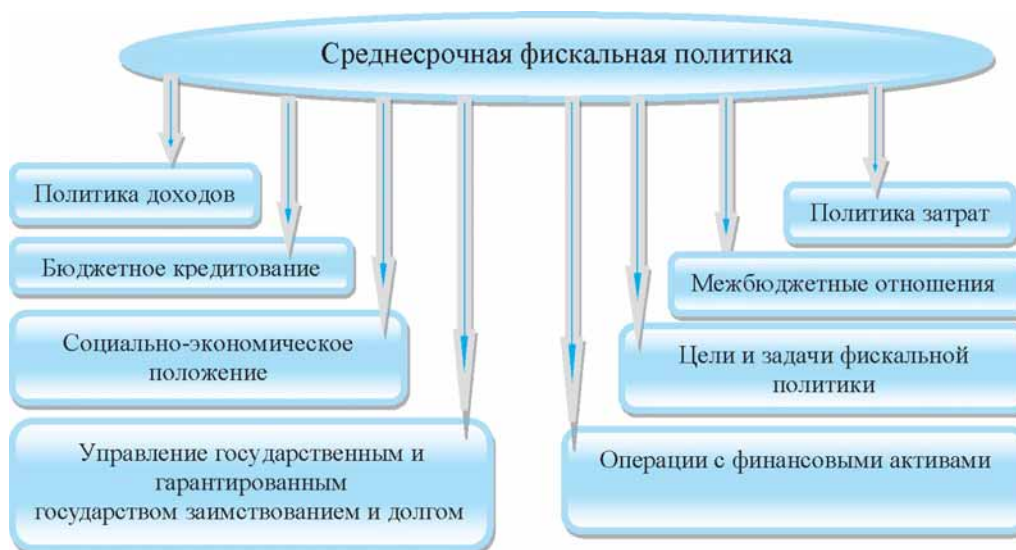 Среднесрочная фискальная политика
Политика доходов
Бюджетное кредитование
Социально-экономическое
положение
Управление государственным и
гарантированным
государством заимствованием и долгом
Политика затрат
Межбюджетные отношения
Цели и задачи фискальной
политики
Операции с финансовыми активами